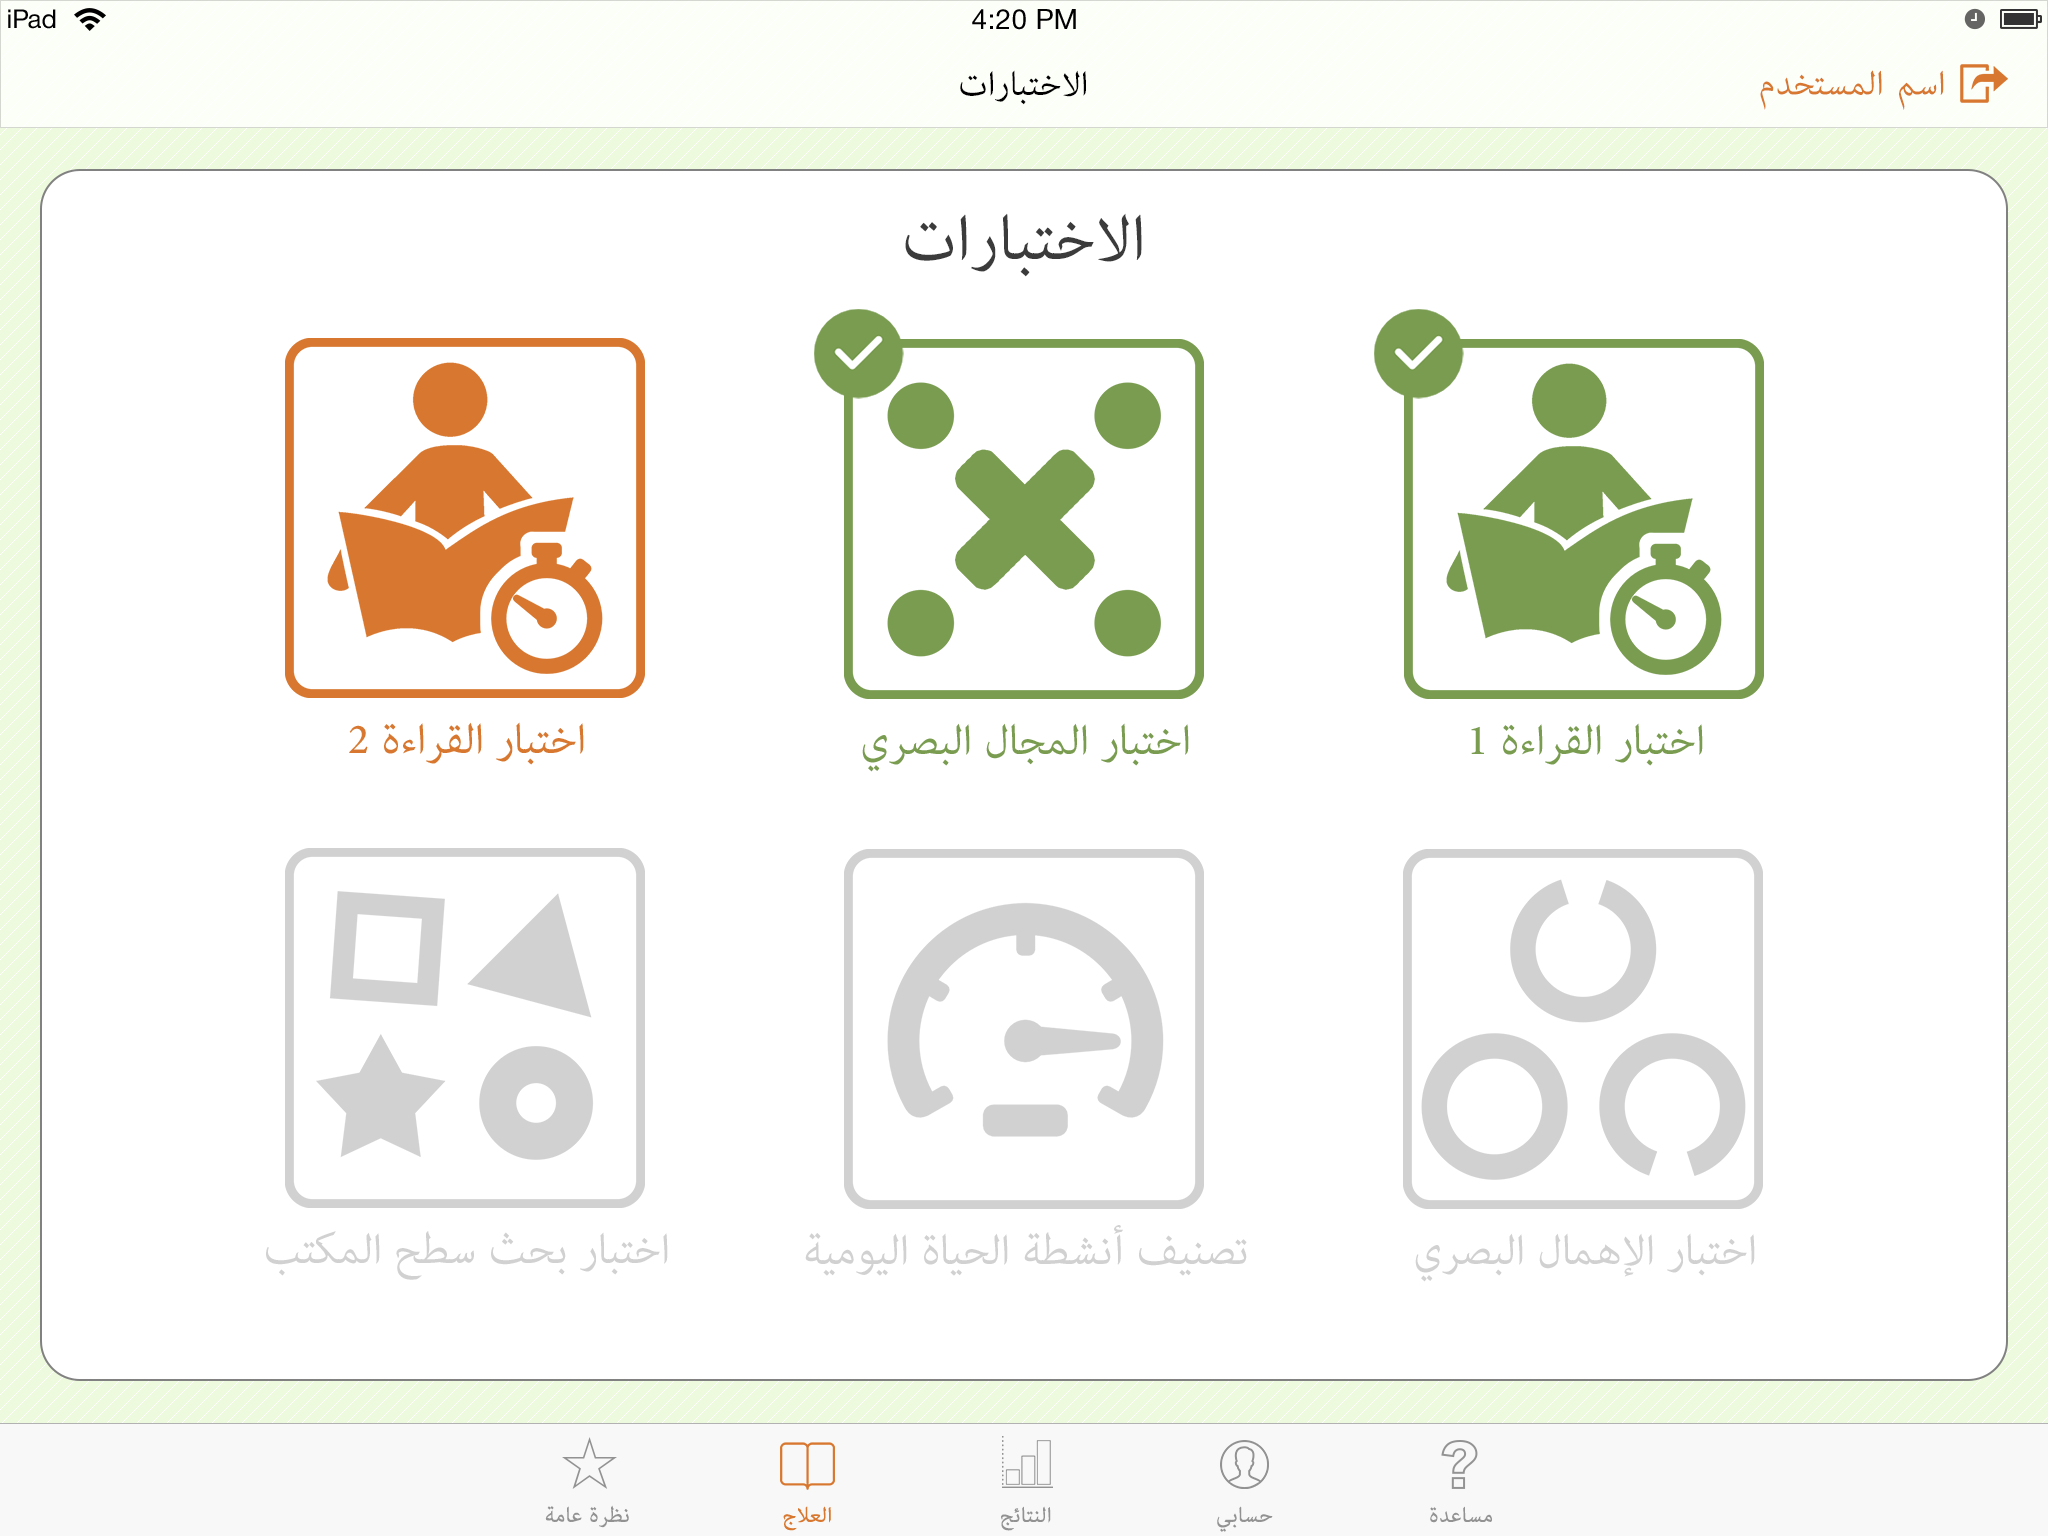 iPad 4:20 PM
اسم المستخدم
الاختبارات
الاختبارات
اختبار القراءة 1
اختبار المجال البصري
اختبار القراءة 2
اختبار الإهمال البصري
تصنيف أنشطة الحياة اليومية
اختبار بحث سطح المكتب
مساعدة
حسابي
النتائج
العلاج
نظرة عامة